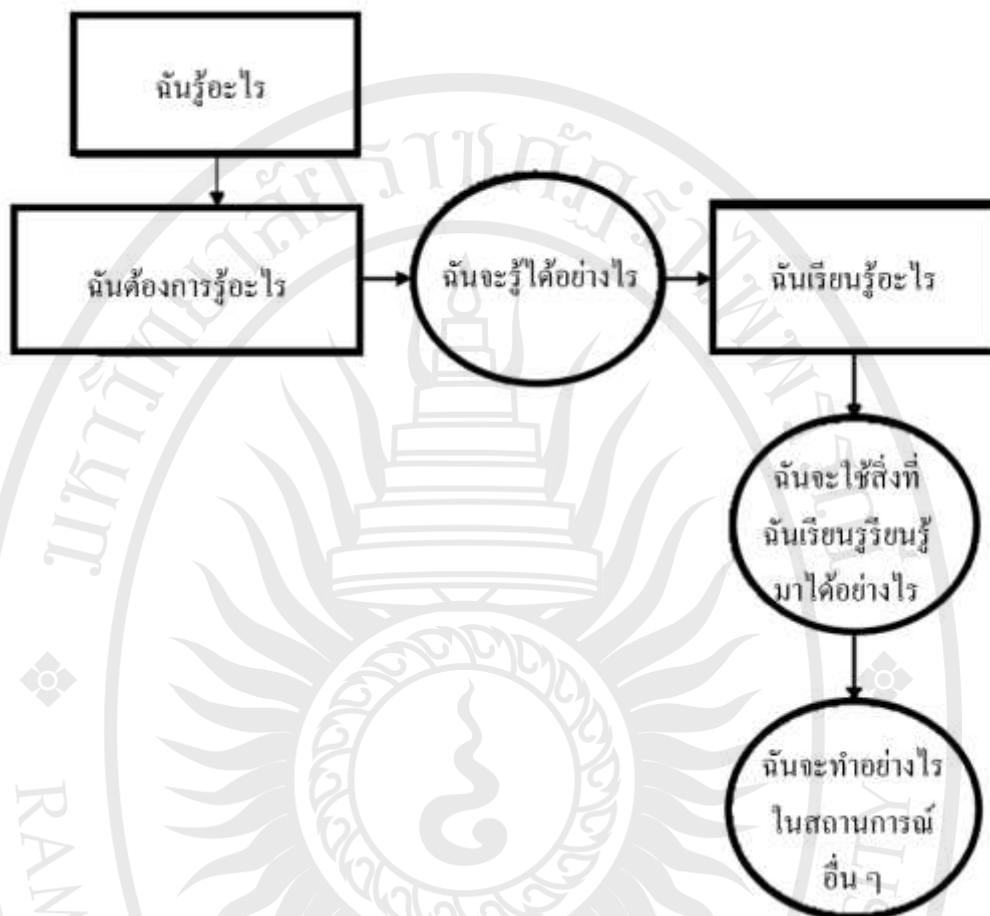 ฉันรู้อะไร
ฉันต้องการรู้อะไร
ฉันจะรู้ได้อย่างไร
ฉันเรียนรู้อะไร
ฉันจะใช้สิ่งที่
ฉันเรียนรูรียนรู้
มาได้อย่างไร
ฉันจะทำอย่างไร
ในสถานการณ์
อื่น ๆ